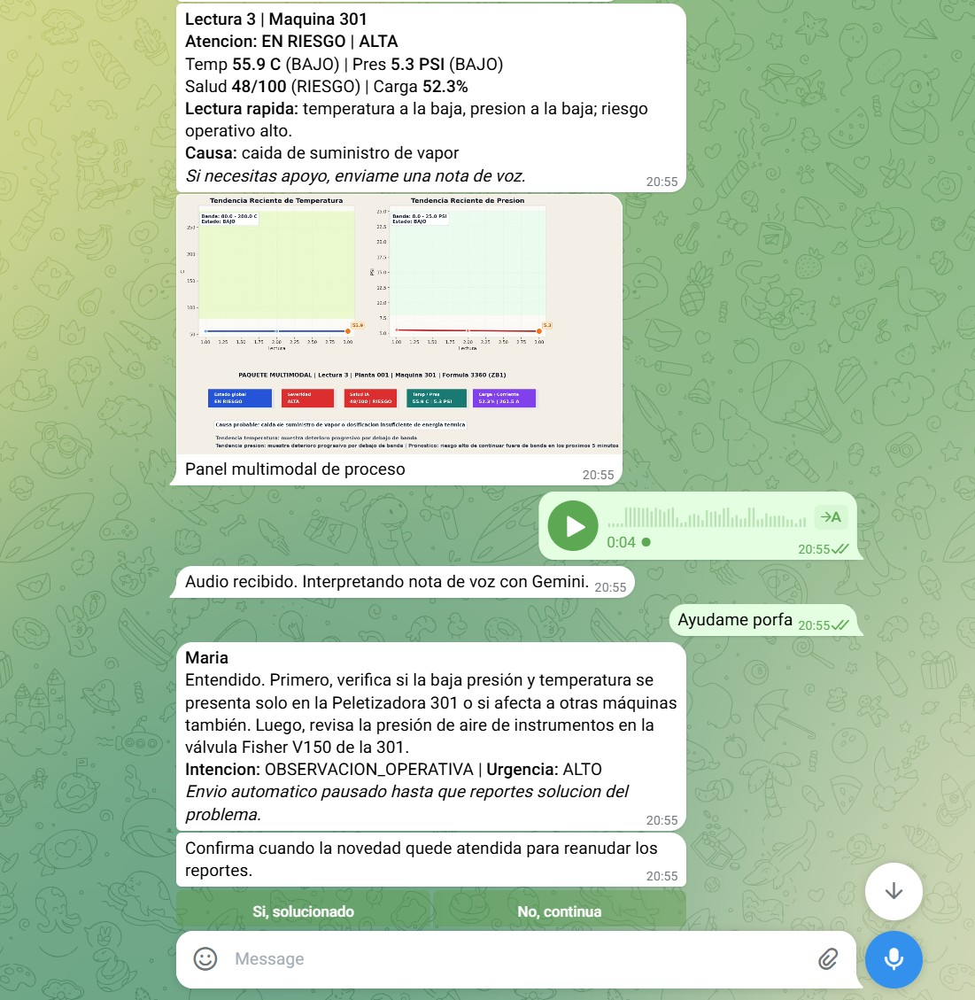 Lectura 3 | Maquina 301
Atencion: EN RIESGO | ALTA
Temp 55.9 C (BAJO) | Pres 5.3 PSI (BAJO)
Salud 48/100 (RIESGO) | Carga 52.3%
Lectura rapida: temperatura a la baja, presion a la baja; riesgo
operativo alto.
Causa: caida de suministro de vapor
Si necesitas apoyo, enviame una nota de voz.
20:55
Tendencia Reciente de Temperatura
Banda: 80.0 - 280.0 C
Estado: BAJO
250
200
150
100
50
C
55.9
1.00 1.25 1.50 1.75 2.00 2.25 2.50 2.75 3.00
Lectura
Tendencia Reciente de Presion
Banda: 8.0 - 25.0 PSI
Estado: BAJO
25.0
22.5
20.0
17.5
15.0
12.5
10.0
7.5
5.0
PSI
5.3
1.00 1.25 1.50 1.75 2.00 2.25 2.50 2.75 3.00
Lectura
PAQUETE MULTIMODAL | Lectura 3 | Planta 001 | Maquina 301 | Formula 3360 (ZB1)
Estado global
EN RIESGO
Severidad
ALTA
Salud IA
48/100 | RIESGO
Temp / Pres
55.9 C | 5.3 PSI
Carga / Corriente
52.3% | 261.5 A
Causa probable: caida de suministro de vapor o dosificacion insuficiente de energia termica
Tendencia temperatura: muestra deterioro progresivo por debajo de banda
Tendencia presion: muestra deterioro progresivo por debajo de banda | Pronostico: riesgo alto de continuar fuera de banda en los proximos 5 minutos
Panel multimodal de proceso
20:55
→A
0:04
20:55
Audio recibido. Interpretando nota de voz con Gemini. 20:55
Ayudame porfa 20:55
Maria
Entendido. Primero, verifica si la baja presión y temperatura se
presenta solo en la Peletizadora 301 o si afecta a otras máquinas
también. Luego, revisa la presión de aire de instrumentos en la
válvula Fisher V150 de la 301.
Intencion: OBSERVACION_OPERATIVA | Urgencia: ALTO
Envio automatico pausado hasta que reportes solucion del
problema.
20:55
Confirma cuando la novedad quede atendida para reanudar los
reportes.
20:55
Si, solucionado
No, continua
Message